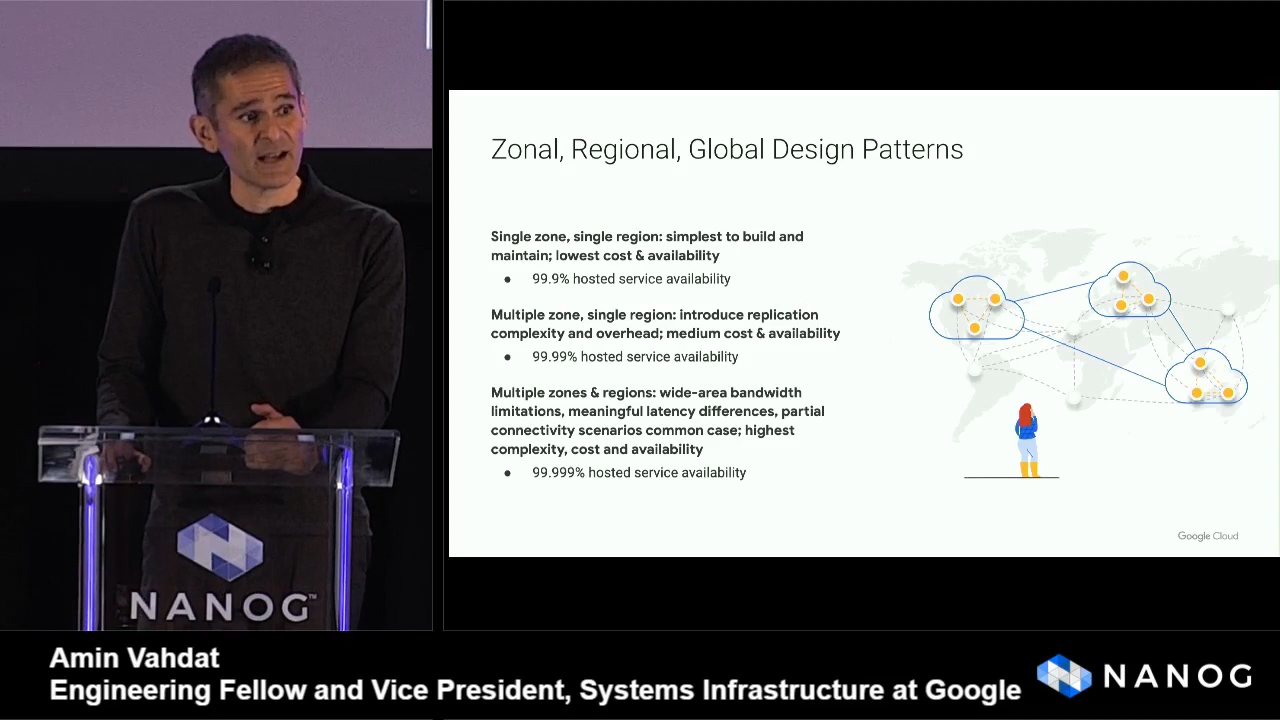 Zonal, Regional, Global Design Patterns
Single zone, single region: simplest to build and
maintain; lowest cost & availability
● 99.9% hosted service availability
Multiple zone, single region: introduce replication
complexity and overhead; medium cost & availability
● 99.99% hosted service availability
Multiple zones & regions: wide-area bandwidth
limitations, meaningful latency differences, partial
connectivity scenarios common case; highest
complexity, cost and availability
● 99.999% hosted service availability
Google Cloud
NANOG™
Amin Vahdat
Engineering Fellow and Vice President, Systems Infrastructure at Google
NANOG